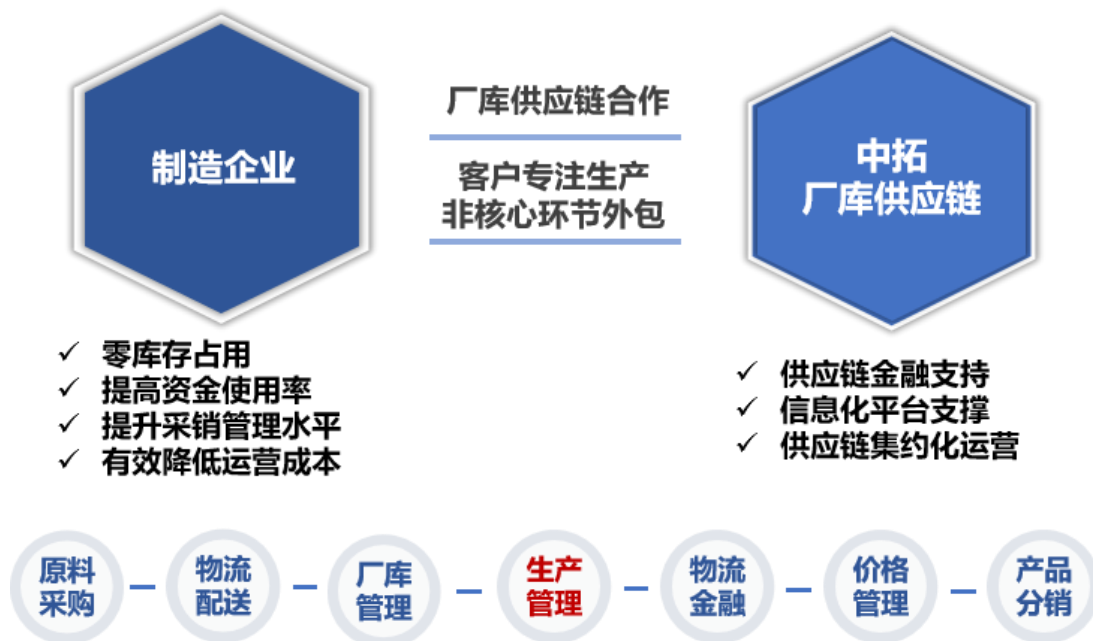 制造企业
厂库供应链合作
客户专注生产
非核心环节外包
中拓
厂库供应链
✓ 零库存占用
✓ 提高资金使用率
✓ 提升采销管理水平
✓ 有效降低运营成本
✓ 供应链金融支持
✓ 信息化平台支撑
✓ 供应链集约化运营
原料
采购
物流
配送
厂库
管理
生产
管理
物流
金融
价格
管理
产品
分销